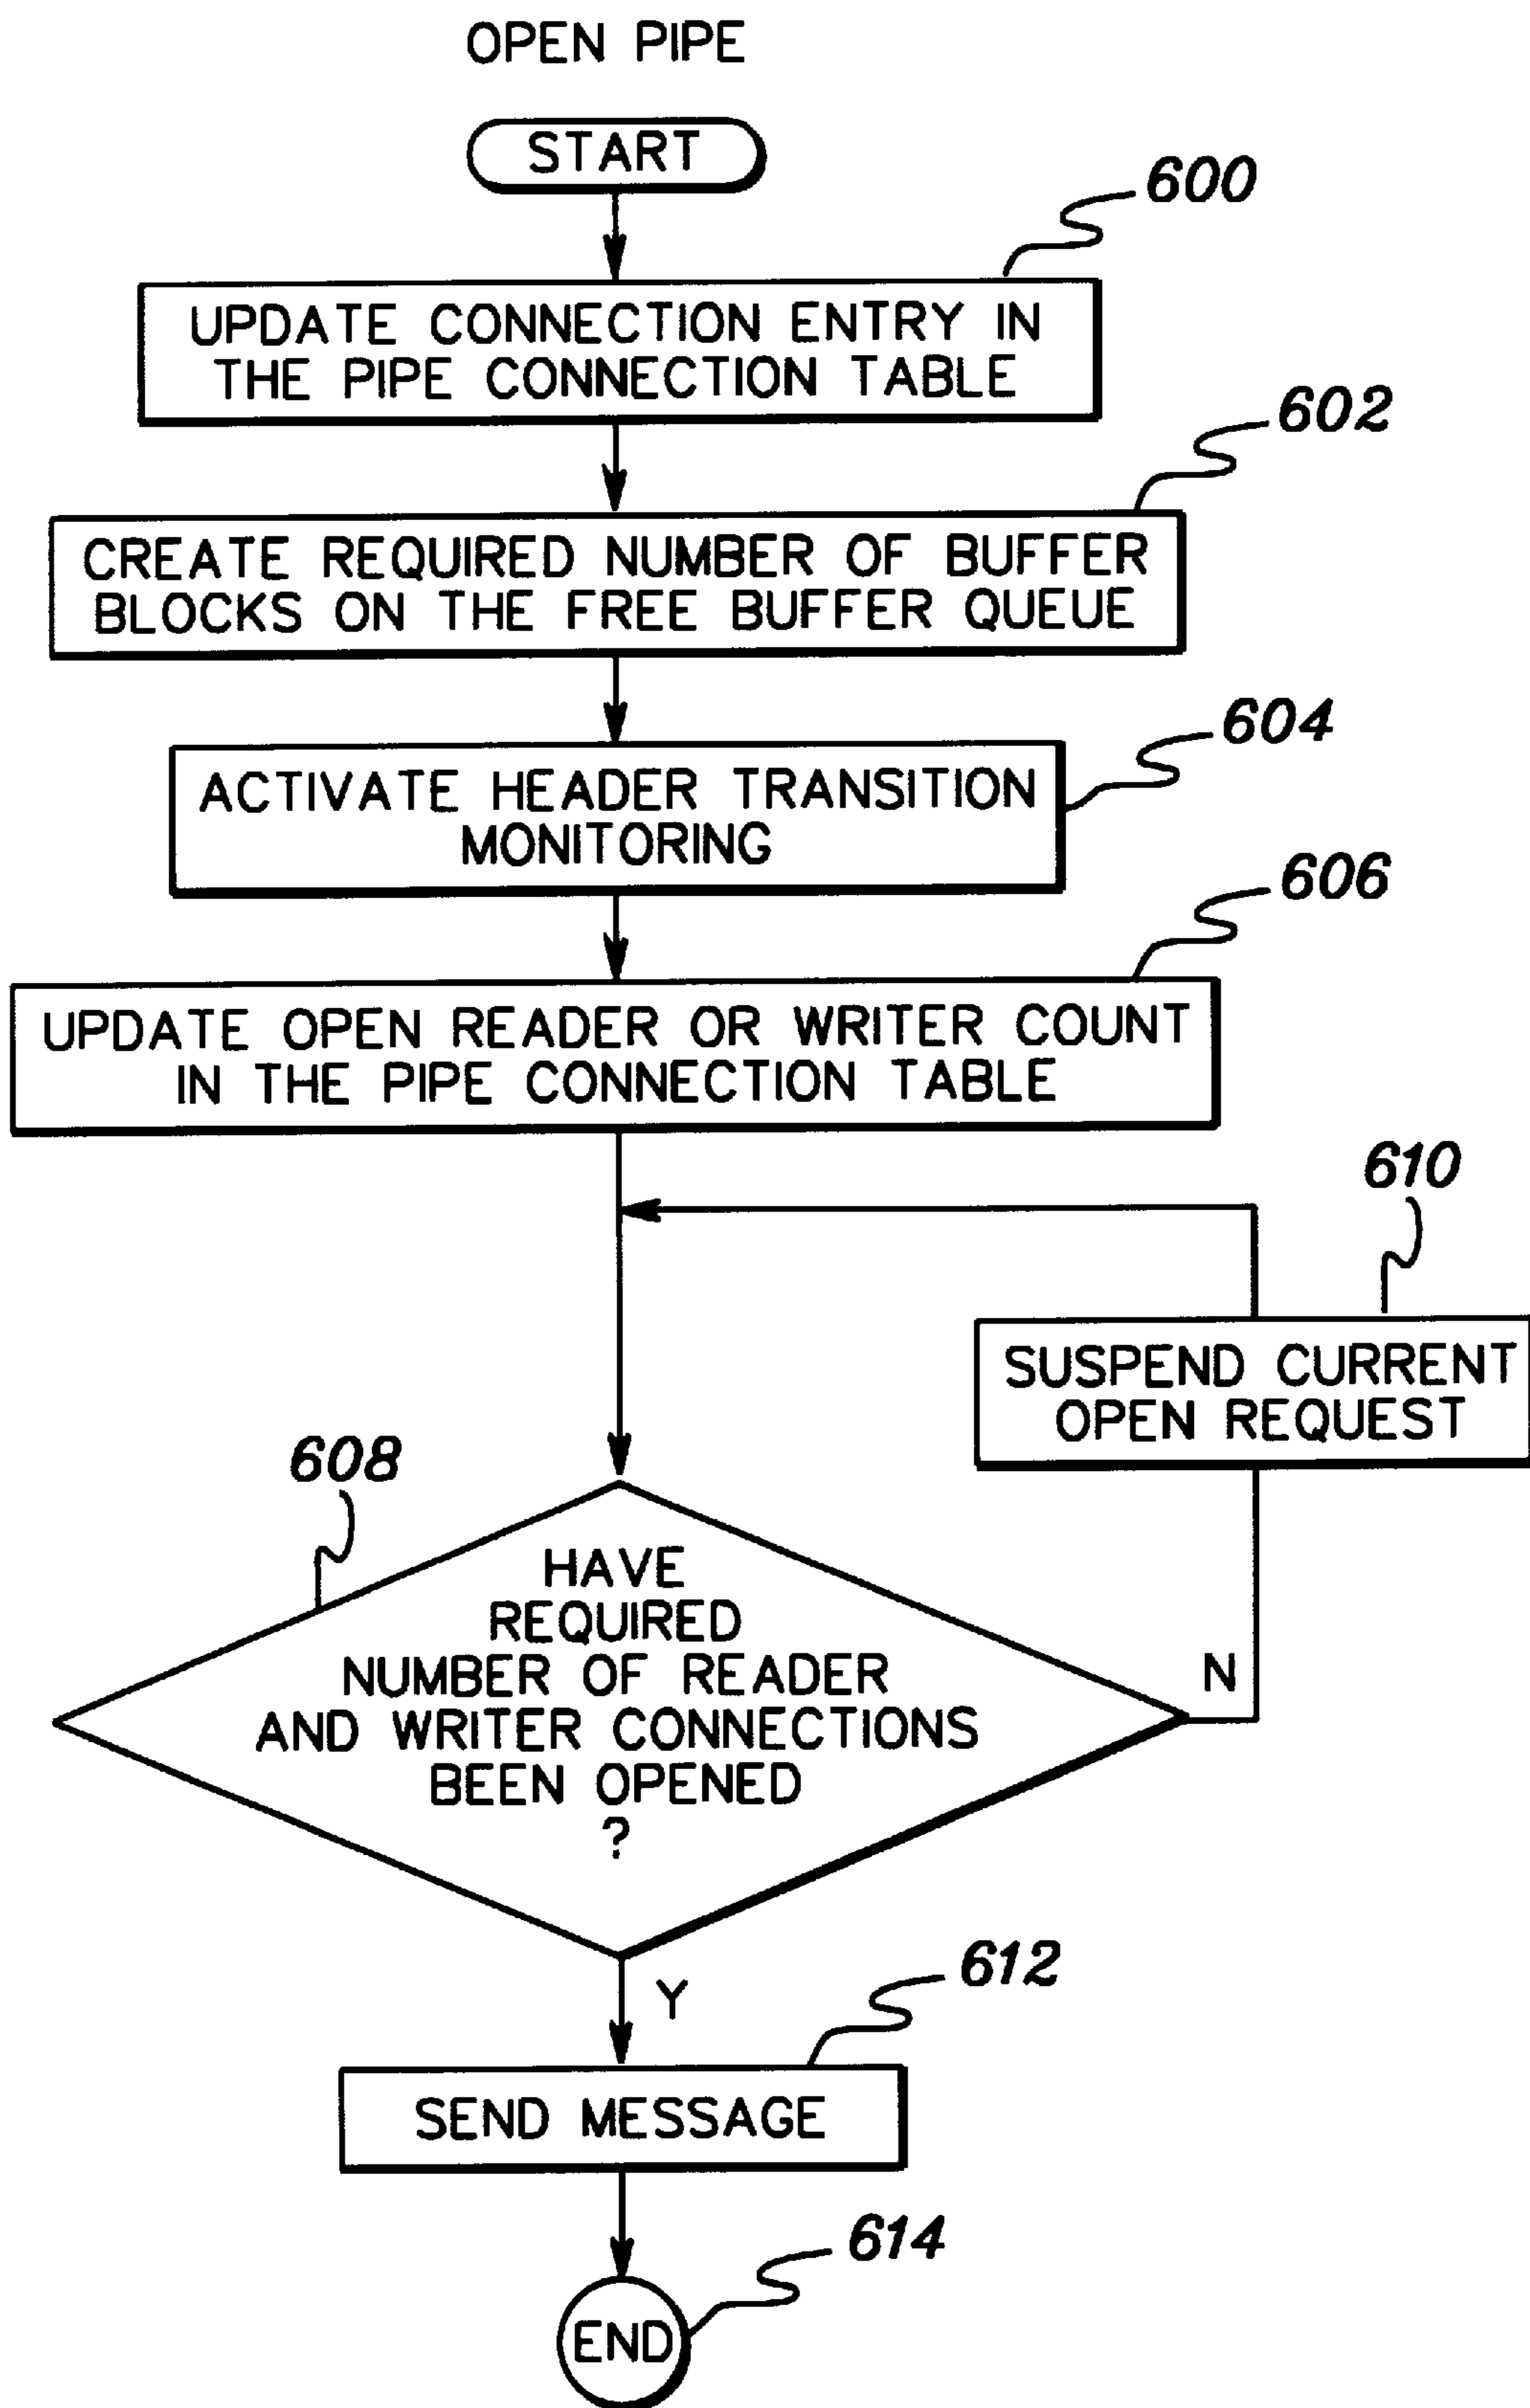 OPEN PIPE
START
600
UPDATE CONNECTION ENTRY IN
THE PIPE CONNECTION TABLE
602
CREATE REQUIRED NUMBER OF BUFFER
BLOCKS ON THE FREE BUFFER QUEUE
604
ACTIVATE HEADER TRANSITION
MONITORING
606
UPDATE OPEN READER OR WRITER COUNT
IN THE PIPE CONNECTION TABLE
610
SUSPEND CURRENT
OPEN REQUEST
608
HAVE
REQUIRED
NUMBER OF READER
AND WRITER CONNECTIONS
BEEN OPENED
?
N
Y
612
SEND MESSAGE
614
END